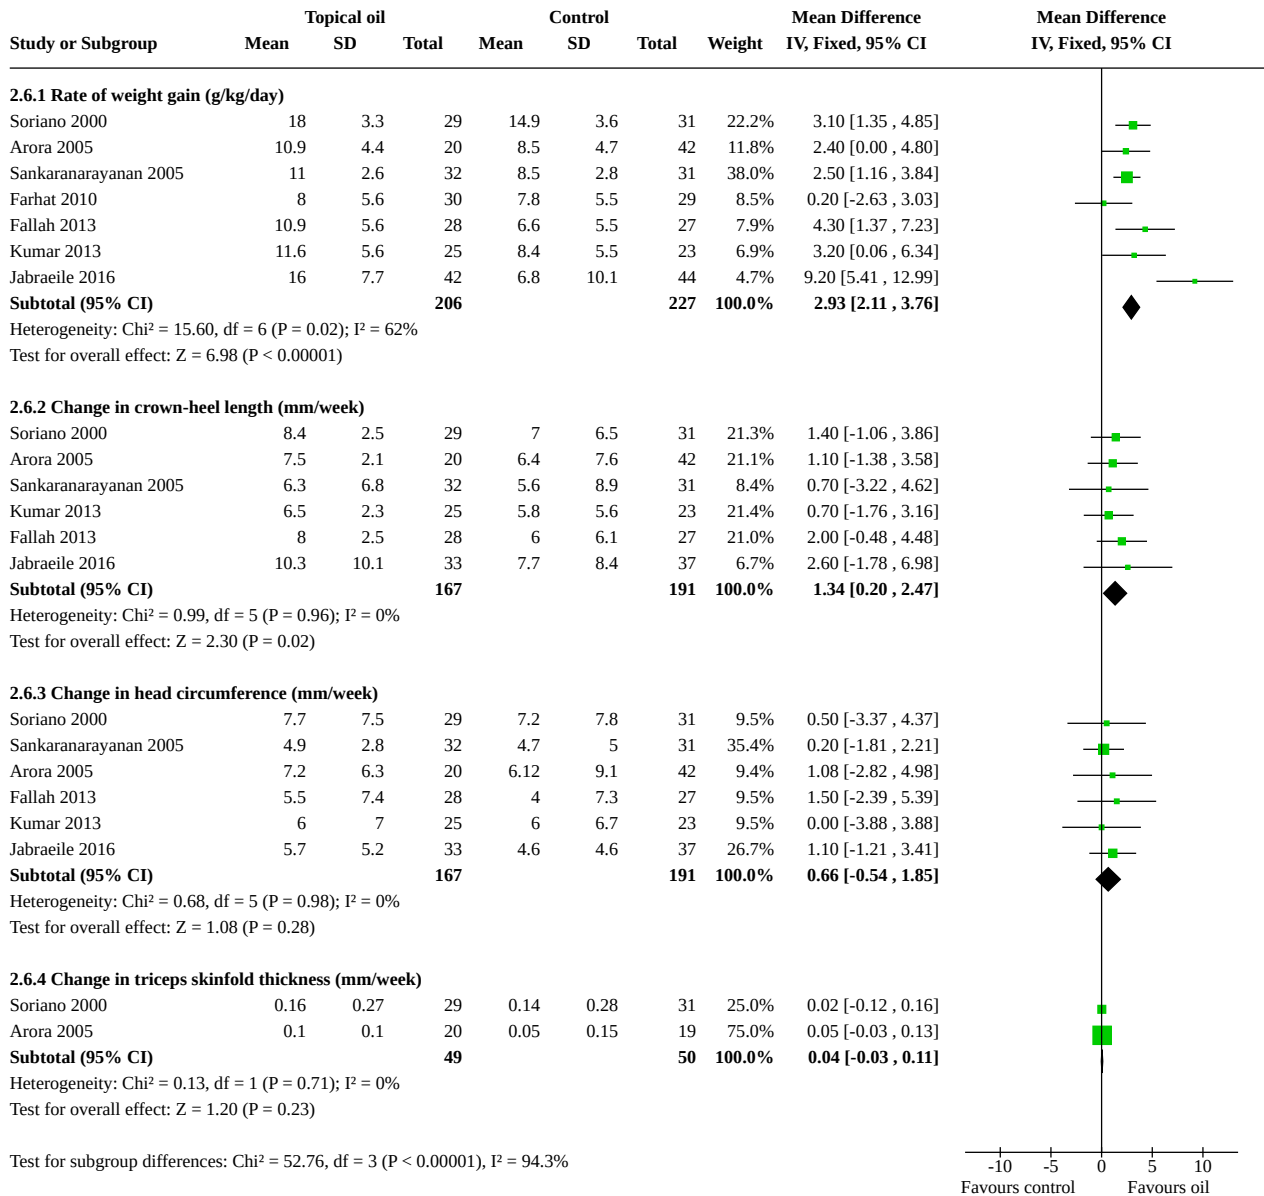 Topical oil Control Mean Difference Mean Difference
Study or Subgroup Mean SD Total Mean SD Total Weight IV, Fixed, 95% CI IV, Fixed, 95% CI
2.6.1 Rate of weight gain (g/kg/day)
Soriano 2000 18 3.3 29 14.9 3.6 31 22.2% 3.10 [1.35 , 4.85]
Arora 2005 10.9 4.4 20 8.5 4.7 42 11.8% 2.40 [0.00 , 4.80]
Sankaranarayanan 2005 11 2.6 32 8.5 2.8 31 38.0% 2.50 [1.16 , 3.84]
Farhat 2010 8 5.6 30 7.8 5.5 29 8.5% 0.20 [-2.63 , 3.03]
Fallah 2013 10.9 5.6 28 6.6 5.5 27 7.9% 4.30 [1.37 , 7.23]
Kumar 2013 11.6 5.6 25 8.4 5.5 23 6.9% 3.20 [0.06 , 6.34]
Jabraeile 2016 16 7.7 42 6.8 10.1 44 4.7% 9.20 [5.41 , 12.99]
Subtotal (95% CI) 206 227 100.0% 2.93 [2.11 , 3.76]
Heterogeneity: Chi² = 15.60, df = 6 (P = 0.02); I² = 62%
Test for overall effect: Z = 6.98 (P < 0.00001)
2.6.2 Change in crown-heel length (mm/week)
Soriano 2000 8.4 2.5 29 7 6.5 31 21.3% 1.40 [-1.06 , 3.86]
Arora 2005 7.5 2.1 20 6.4 7.6 42 21.1% 1.10 [-1.38 , 3.58]
Sankaranarayanan 2005 6.3 6.8 32 5.6 8.9 31 8.4% 0.70 [-3.22 , 4.62]
Kumar 2013 6.5 2.3 25 5.8 5.6 23 21.4% 0.70 [-1.76 , 3.16]
Fallah 2013 8 2.5 28 6 6.1 27 21.0% 2.00 [-0.48 , 4.48]
Jabraeile 2016 10.3 10.1 33 7.7 8.4 37 6.7% 2.60 [-1.78 , 6.98]
Subtotal (95% CI) 167 191 100.0% 1.34 [0.20 , 2.47]
Heterogeneity: Chi² = 0.99, df = 5 (P = 0.96); I² = 0%
Test for overall effect: Z = 2.30 (P = 0.02)
2.6.3 Change in head circumference (mm/week)
Soriano 2000 7.7 7.5 29 7.2 7.8 31 9.5% 0.50 [-3.37 , 4.37]
Sankaranarayanan 2005 4.9 2.8 32 4.7 5 31 35.4% 0.20 [-1.81 , 2.21]
Arora 2005 7.2 6.3 20 6.12 9.1 42 9.4% 1.08 [-2.82 , 4.98]
Fallah 2013 5.5 7.4 28 4 7.3 27 9.5% 1.50 [-2.39 , 5.39]
Kumar 2013 6 7 25 6 6.7 23 9.5% 0.00 [-3.88 , 3.88]
Jabraeile 2016 5.7 5.2 33 4.6 4.6 37 26.7% 1.10 [-1.21 , 3.41]
Subtotal (95% CI) 167 191 100.0% 0.66 [-0.54 , 1.85]
Heterogeneity: Chi² = 0.68, df = 5 (P = 0.98); I² = 0%
Test for overall effect: Z = 1.08 (P = 0.28)
2.6.4 Change in triceps skinfold thickness (mm/week)
Soriano 2000 0.16 0.27 29 0.14 0.28 31 25.0% 0.02 [-0.12 , 0.16]
Arora 2005 0.1 0.1 20 0.05 0.15 19 75.0% 0.05 [-0.03 , 0.13]
Subtotal (95% CI) 49 50 100.0% 0.04 [-0.03 , 0.11]
Heterogeneity: Chi² = 0.13, df = 1 (P = 0.71); I² = 0%
Test for overall effect: Z = 1.20 (P = 0.23)
Test for subgroup differences: Chi² = 52.76, df = 3 (P < 0.00001), I² = 94.3%
-10 -5 0 5 10
Favours control Favours oil